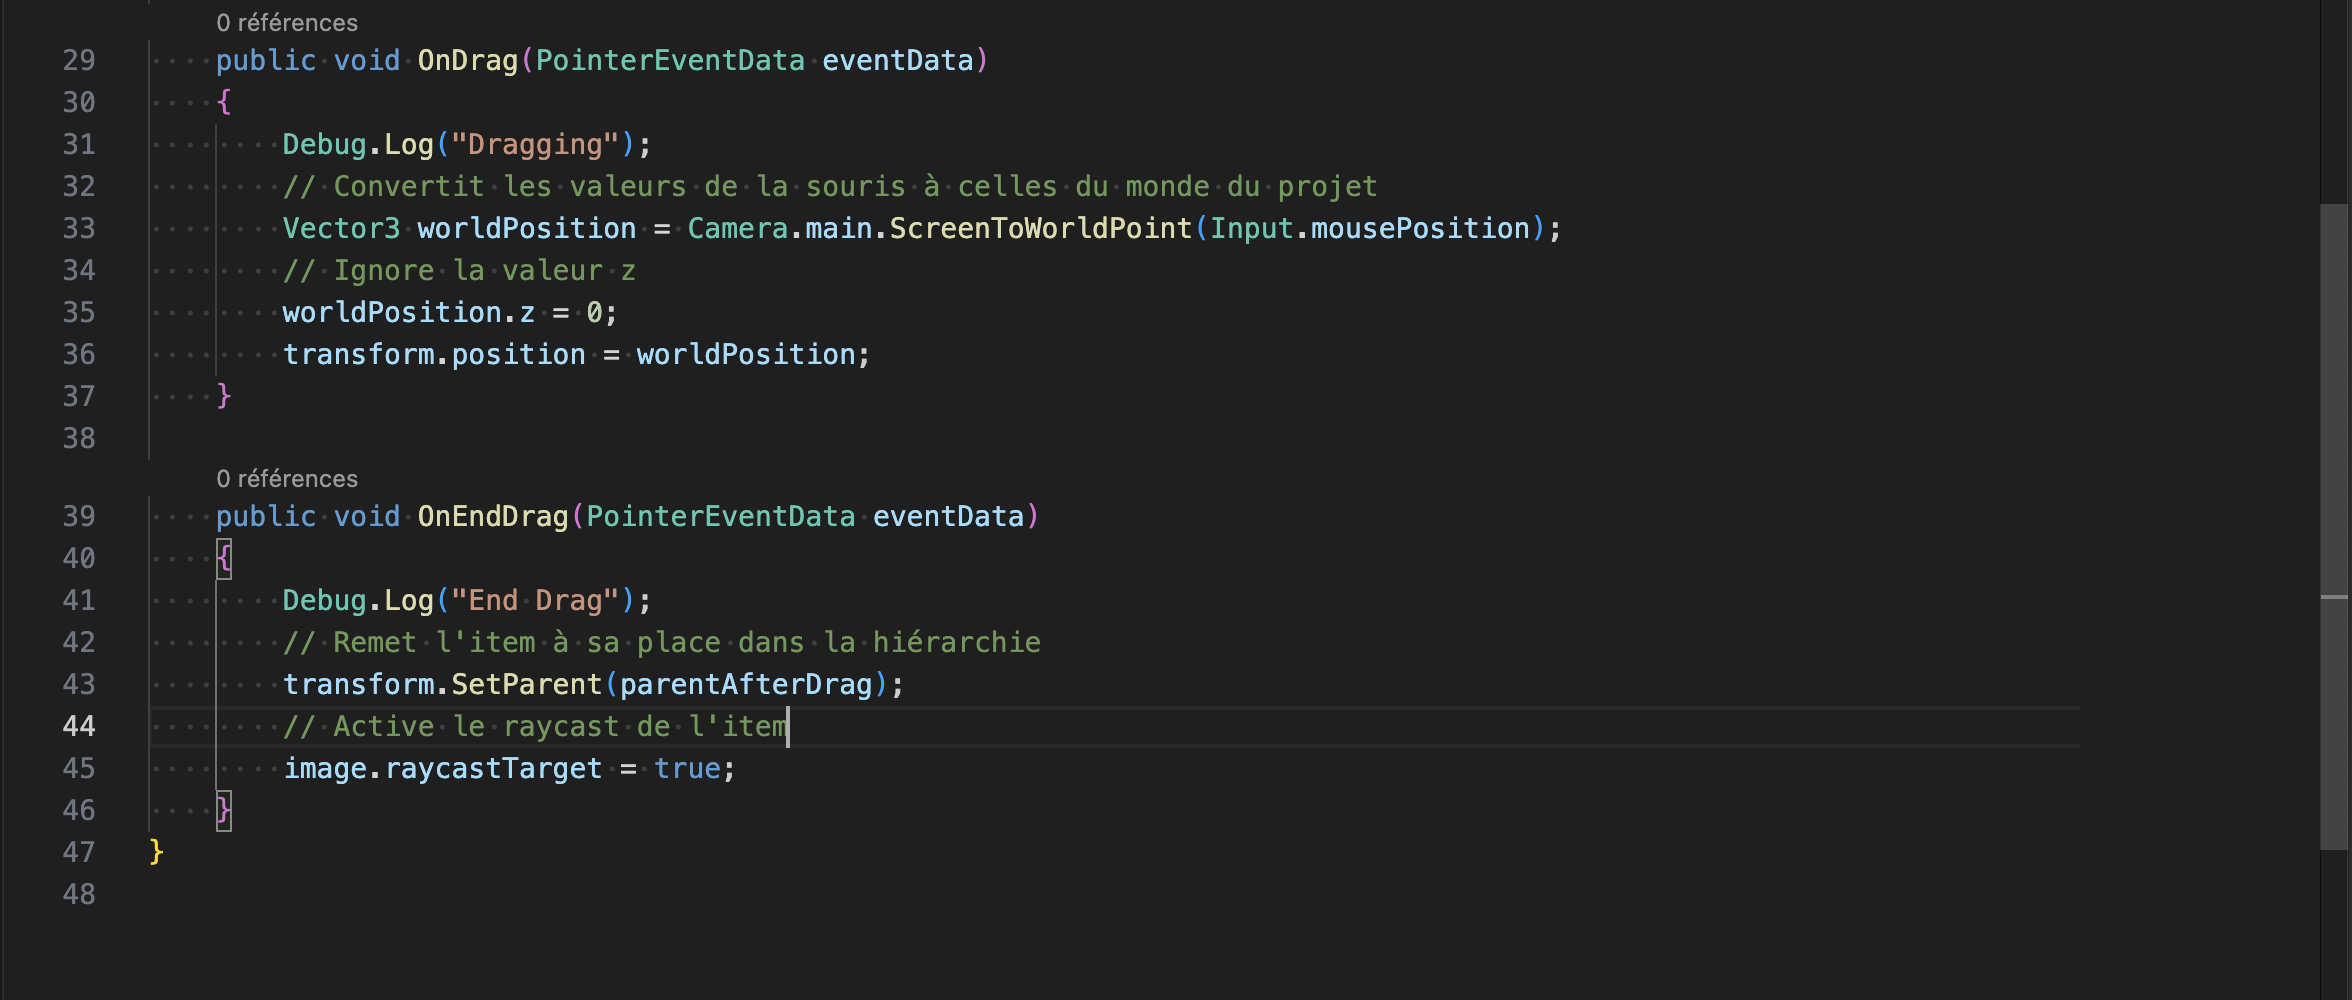 0 références
29 public void OnDrag(PointerEventData eventData)
30 {
31 Debug.Log("Dragging");
32 // Convertit les valeurs de la souris à celles du monde du projet
33 Vector3 worldPosition = Camera.main.ScreenToWorldPoint(Input.mousePosition);
34 // Ignore la valeur z
35 worldPosition.z = 0;
36 transform.position = worldPosition;
37 }
38
0 références
39 public void OnEndDrag(PointerEventData eventData)
40 {
41 Debug.Log("End Drag");
42 // Remet l'item à sa place dans la hiérarchie
43 transform.SetParent(parentAfterDrag);
44 // Active le raycast de l'item
45 image.raycastTarget = true;
46 }
47 }
48